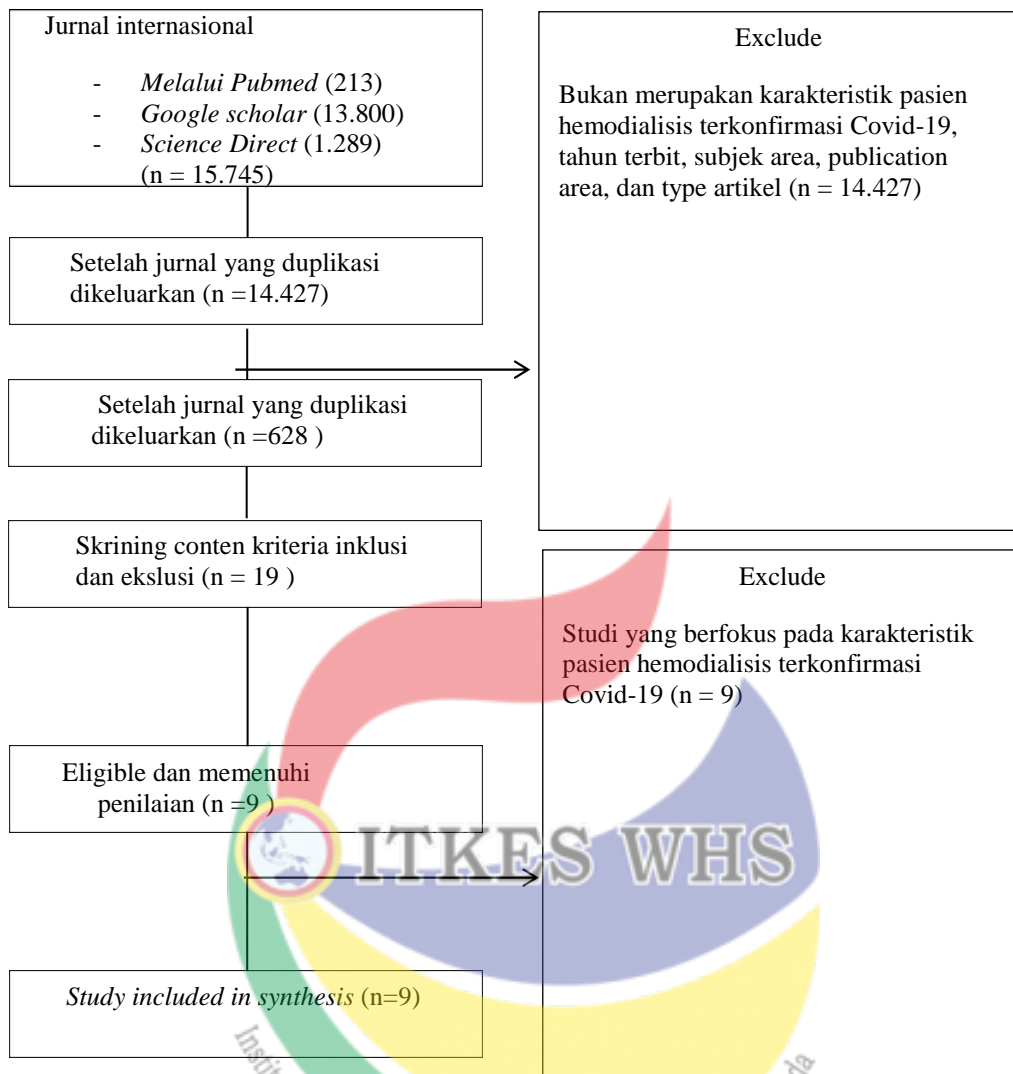 Jurnal internasional
- Melalui Pubmed (213)
- Google scholar (13.800)
- Science Direct (1.289)
(n = 15.745)
Exclude
Bukan merupakan karakteristik pasien
hemodialisis terkonfirmasi Covid-19,
tahun terbit, subjek area, publication
area, dan type artikel (n = 14.427)
Setelah jurnal yang duplikasi
dikeluarkan (n =14.427)
Setelah jurnal yang duplikasi
dikeluarkan (n =628 )
Skrining conten kriteria inklusi
dan ekslusi (n = 19 )
Exclude
Studi yang berfokus pada karakteristik
pasien hemodialisis terkonfirmasi
Covid-19 (n = 9)
Eligible dan memenuhi
penilaian (n =9 )
ITKES WHS
Study included in synthesis (n=9)